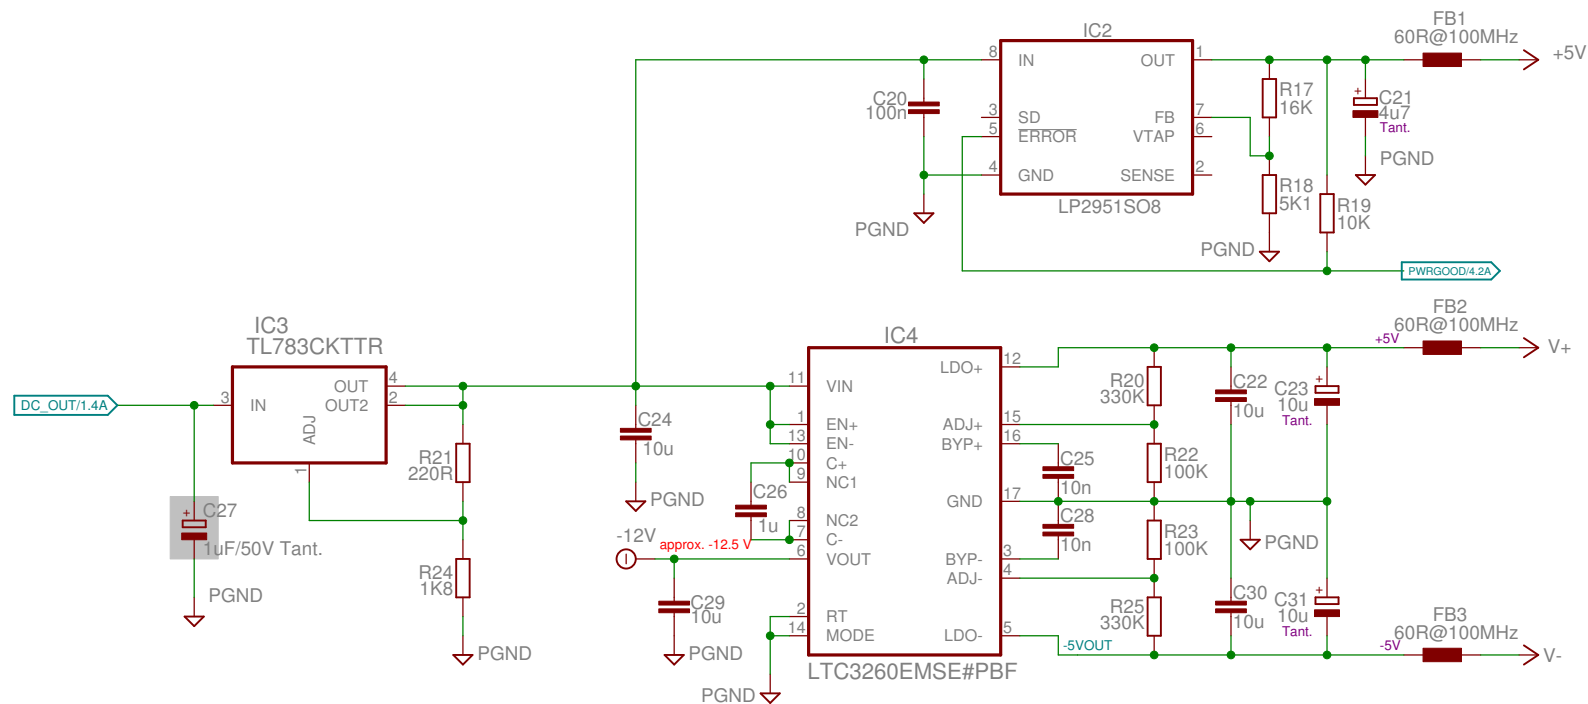 FB1
60R@100MHz
+5V
IC2
8
IN
OUT
1
R17
16K
C20
100n
C21
4u7
Tant.
+
3
SD
FB
7
5
ERROR
VTAP
6
4
GND
SENSE
2
PGND
LP2951SO8
R18
5K1
R19
10K
PGND
PGND
PWRGOOD/4.2A
IC3
TL783CKTTR
DC_OUT/1.4A
3
IN
OUT
4
OUT2
2
ADJ
1
R21
220R
+
C27
1uF/50V Tant.
PGND
R24
1K8
PGND
C24
10u
PGND
IC4
11
VIN
1
EN+
13
EN-
10
C+
9
NC1
8
NC2
7
C-
6
VOUT
2
RT
14
MODE
LDO+
12
ADJ+
15
BYP+
16
GND
17
BYP-
3
ADJ-
4
LDO-
5
LTC3260EMSE#PBF
C26
1u
-12V
approx. -12.5 V
C29
10u
PGND
PGND
R20
330K
R22
100K
C25
10n
C28
10n
R23
100K
R25
330K
-5VOUT
C22
10u
+
C23
10u
Tant.
PGND
C30
10u
+
C31
10u
Tant.
+5V
FB2
60R@100MHz
V+
-5V
FB3
60R@100MHz
V-